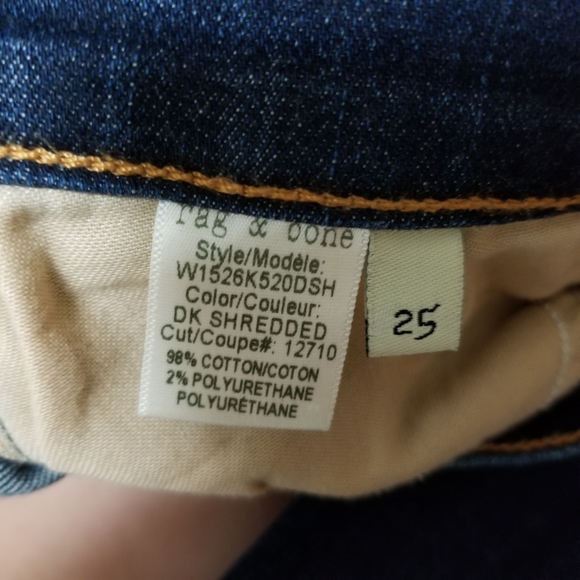 rag & bone
Style/Modèle:
W1526K520DSH
Color/Couleur:
DK SHREDDED
Cut/Coupe#: 12710
98% COTTON/COTON
2% POLYURETHANE
POLYURÉTHANE
25